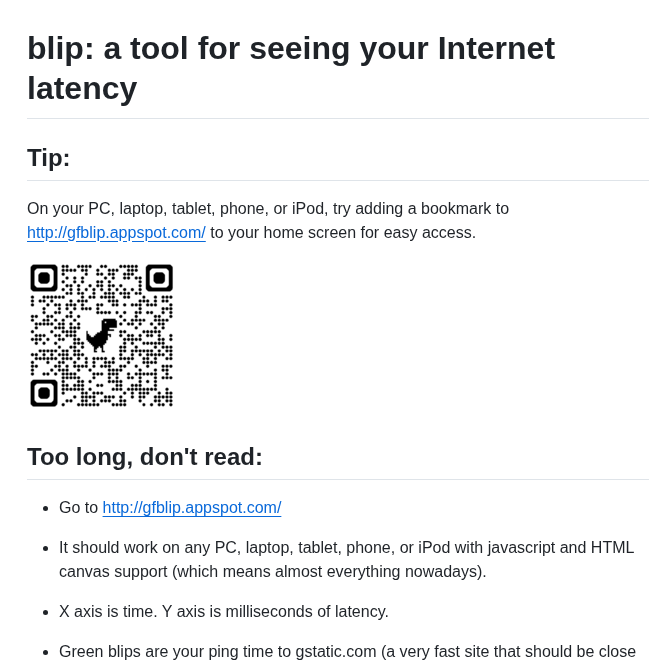 blip: a tool for seeing your Internet
latency
Tip:
On your PC, laptop, tablet, phone, or iPod, try adding a bookmark to
http://gfblip.appspot.com/ to your home screen for easy access.
Too long, don't read:
Go to http://gfblip.appspot.com/
It should work on any PC, laptop, tablet, phone, or iPod with javascript and HTML
canvas support (which means almost everything nowadays).
X axis is time. Y axis is milliseconds of latency.
Green blips are your ping time to gstatic.com (a very fast site that should be close